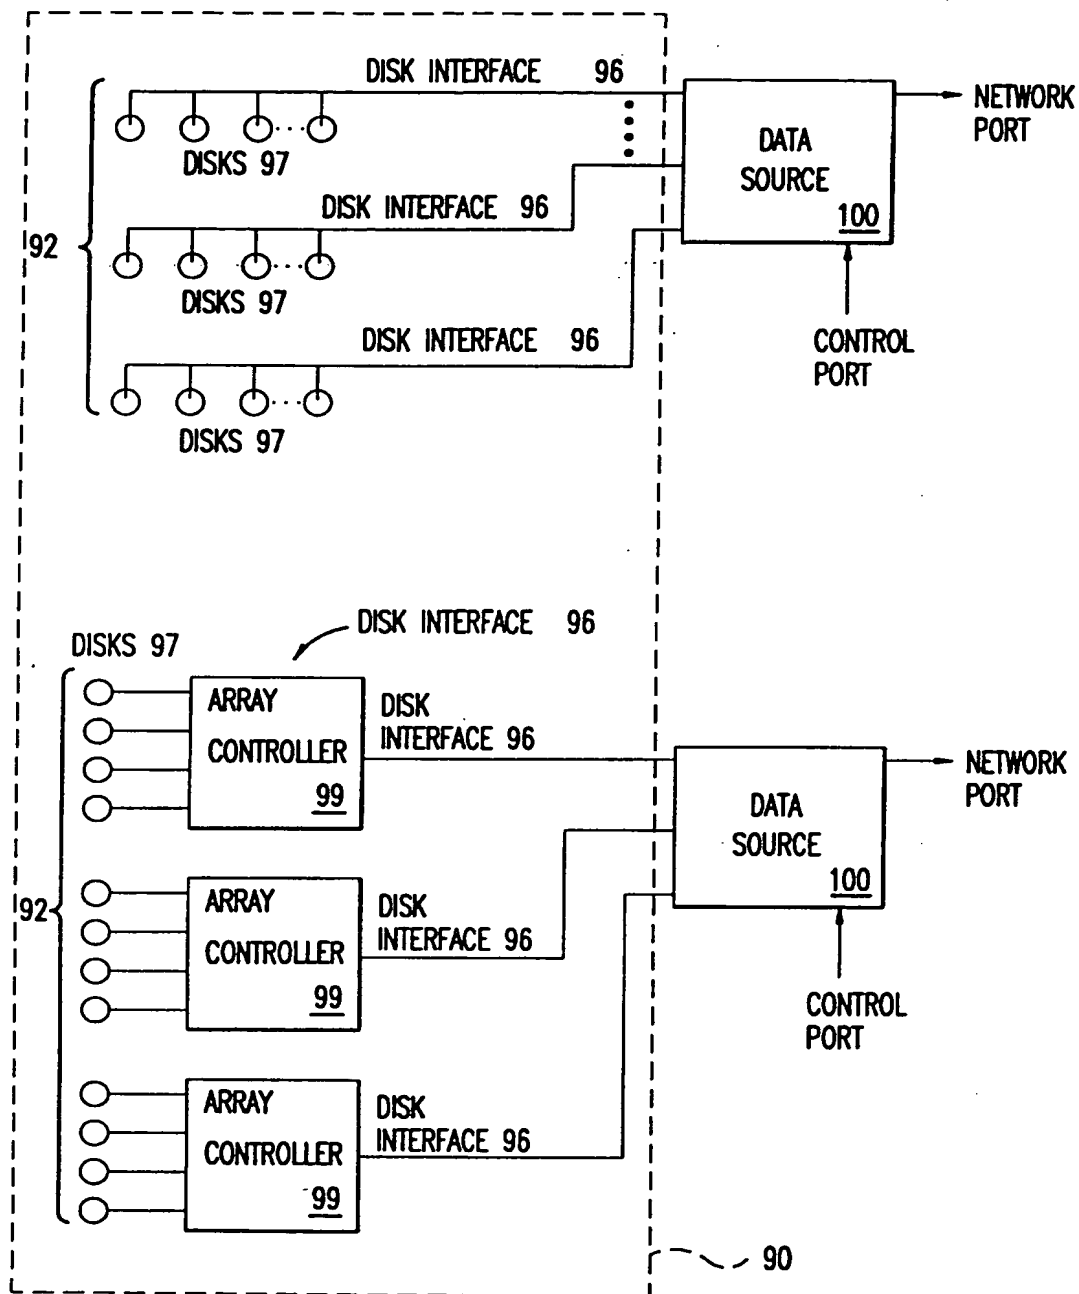 DISK INTERFACE 96
DISKS 97
DATA
SOURCE
100
NETWORK
PORT
DISK INTERFACE 96
92
DISKS 97
DISK INTERFACE 96
CONTROL
PORT
DISKS 97
DISK INTERFACE 96
DISKS 97
ARRAY
CONTROLLER
99
DISK
INTERFACE 96
DATA
SOURCE
100
NETWORK
PORT
92
ARRAY
CONTROLLER
99
DISK
INTERFACE 96
CONTROL
PORT
ARRAY
CONTROLLER
99
DISK
INTERFACE 96
90